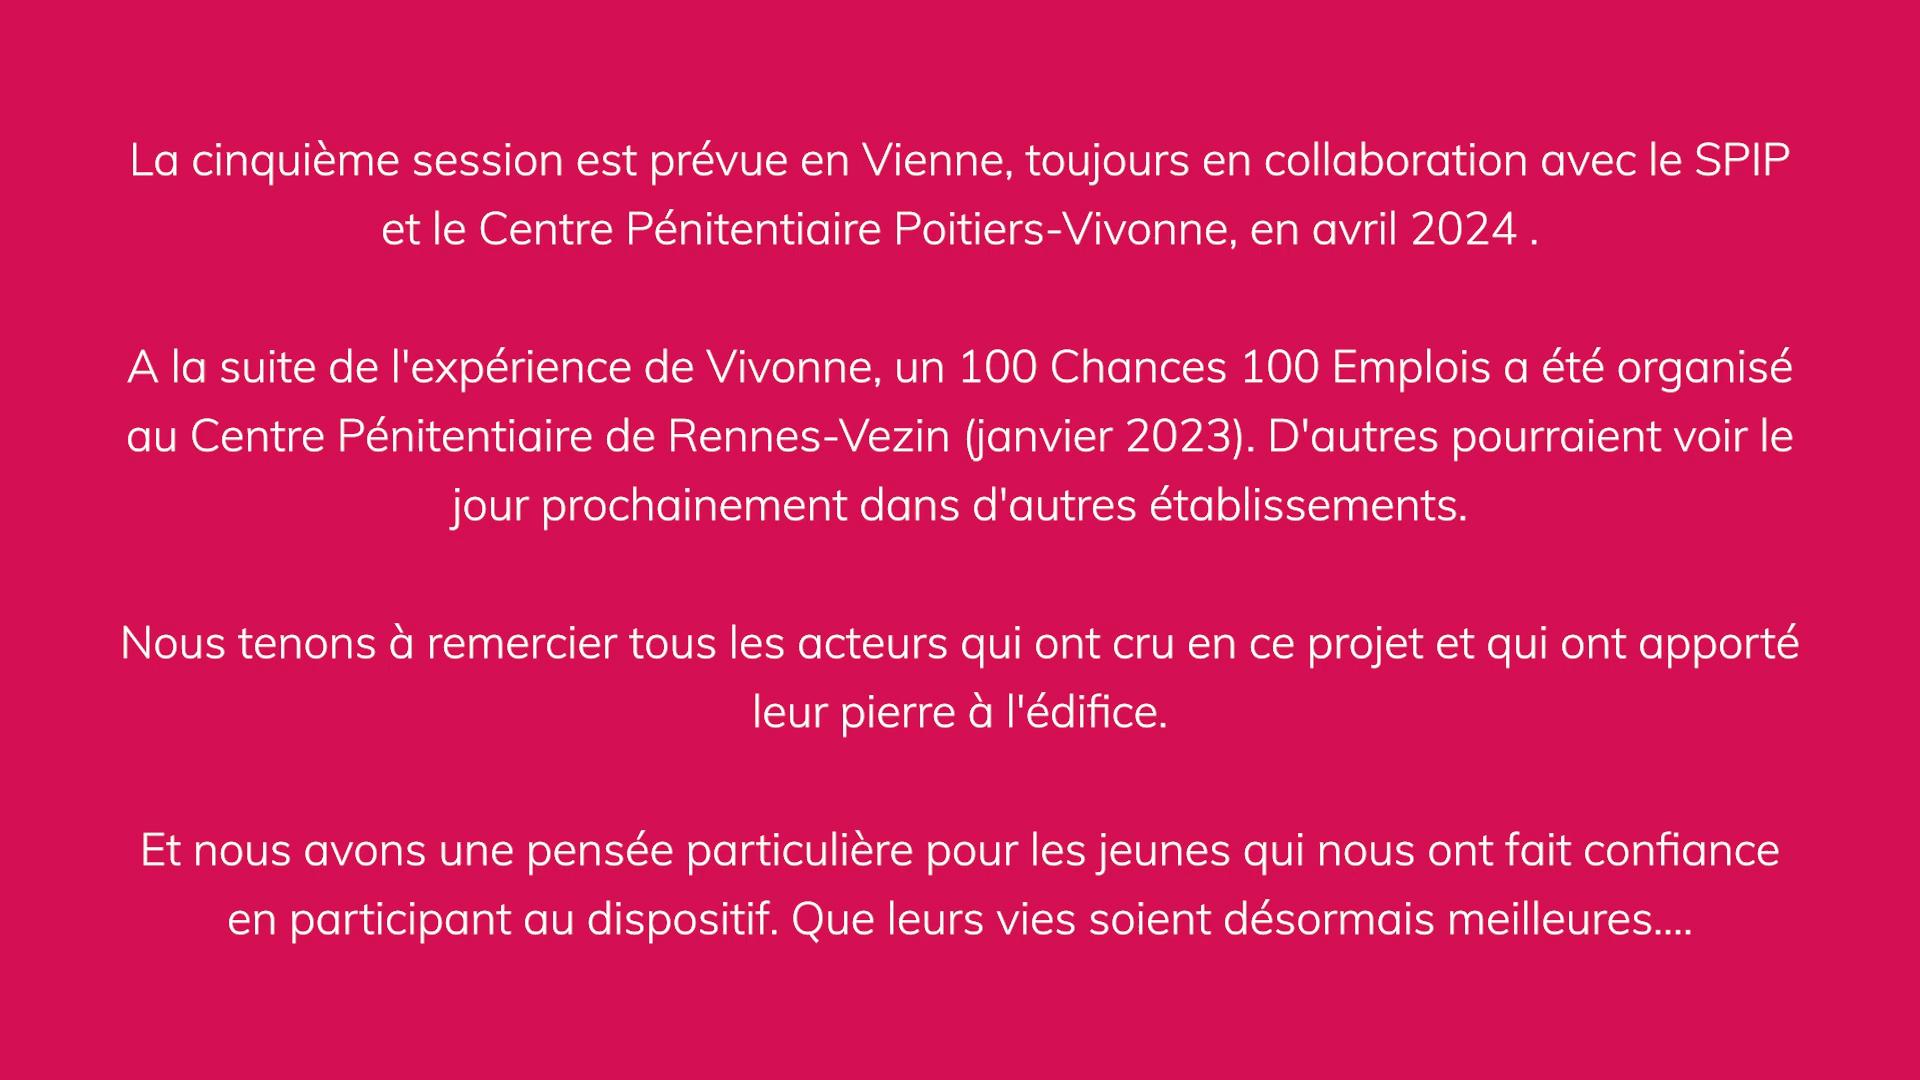 La cinquième session est prévue en Vienne, toujours en collaboration avec le SPIP
et le Centre Pénitentiaire Poitiers-Vivonne, en avril 2024 .
A la suite de l'expérience de Vivonne, un 100 Chances 100 Emplois a été organisé
au Centre Pénitentiaire de Rennes-Vezin (janvier 2023). D'autres pourraient voir le
jour prochainement dans d'autres établissements.
Nous tenons à remercier tous les acteurs qui ont cru en ce projet et qui ont apporté
leur pierre à l'édifice.
Et nous avons une pensée particulière pour les jeunes qui nous ont fait confiance
en participant au dispositif. Que leurs vies soient désormais meilleures....